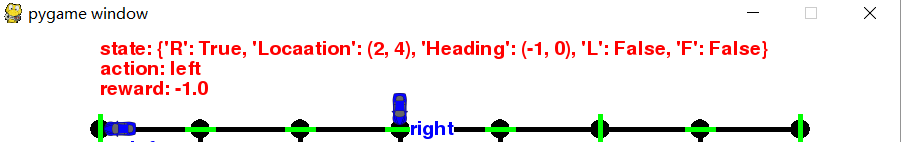 pygame window
state: {'R': True, 'Locaation': (2, 4), 'Heading': (-1, 0), 'L': False, 'F': False}
action: left
reward: -1.0
right